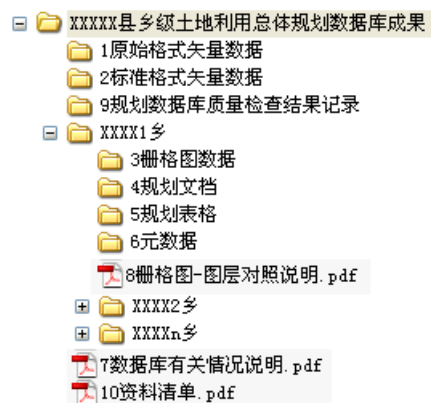 XXXXX县乡级土地利用总体规划数据库成果
1原始格式矢量数据
2标准格式矢量数据
9规划数据库质量检查结果记录
XXXX1乡
3栅格图数据
4规划文档
5规划表格
6元数据
8栅格图-图层对照说明.pdf
XXXX2乡
XXXXn乡
7数据库有关情况说明.pdf
10资料清单.pdf